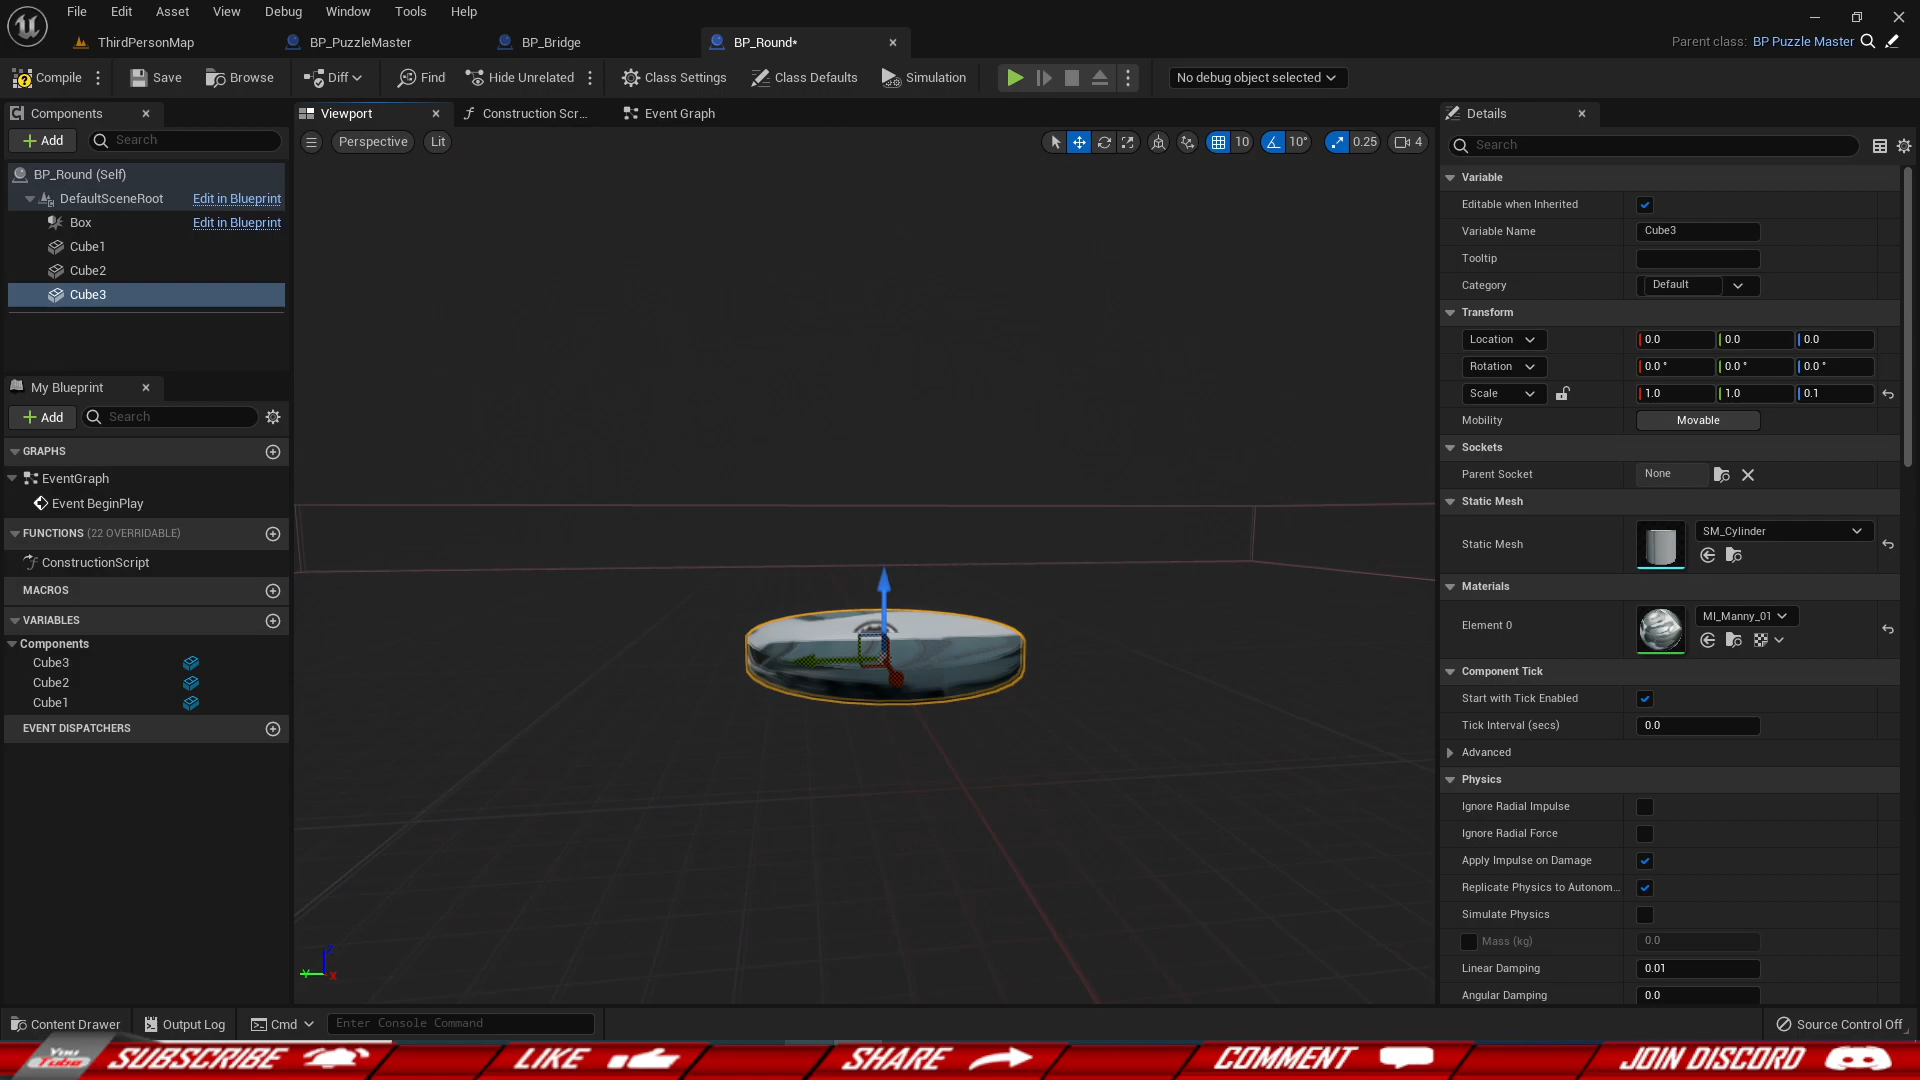 File Edit Asset View Debug Window Tools Help
ThirdPersonMap BP_PuzzleMaster BP_Bridge BP_Round*
Parent class: BP Puzzle Master
Compile Save Browse Diff Find Hide Unrelated Class Settings Class Defaults Simulation No debug object selected
Components
Add Search
BP_Round (Self)
DefaultSceneRoot Edit in Blueprint
Box Edit in Blueprint
Cube1
Cube2
Cube3
My Blueprint
Add Search
GRAPHS
EventGraph
Event BeginPlay
FUNCTIONS (22 OVERRIDABLE)
ConstructionScript
MACROS
VARIABLES
Components
Cube3
Cube2
Cube1
EVENT DISPATCHERS
Viewport Construction Scr... Event Graph
Perspective Lit 10 10° 0.25 4
Z
Y X
Details
Search
Variable
Editable when Inherited
Variable Name Cube3
Tooltip
Category Default
Transform
Location 0.0 0.0 0.0
Rotation 0.0 ° 0.0 ° 0.0 °
Scale 1.0 1.0 0.1
Mobility Movable
Sockets
Parent Socket None
Static Mesh
Static Mesh SM_Cylinder
Materials
Element 0 MI_Manny_01
Component Tick
Start with Tick Enabled
Tick Interval (secs) 0.0
Advanced
Physics
Ignore Radial Impulse
Ignore Radial Force
Apply Impulse on Damage
Replicate Physics to Autonom...
Simulate Physics
Mass (kg) 0.0
Linear Damping 0.01
Angular Damping 0.0
Content Drawer Output Log Cmd Enter Console Command Source Control Off
You Tube SUBSCRIBE LIKE SHARE COMMENT JOIN DISCORD